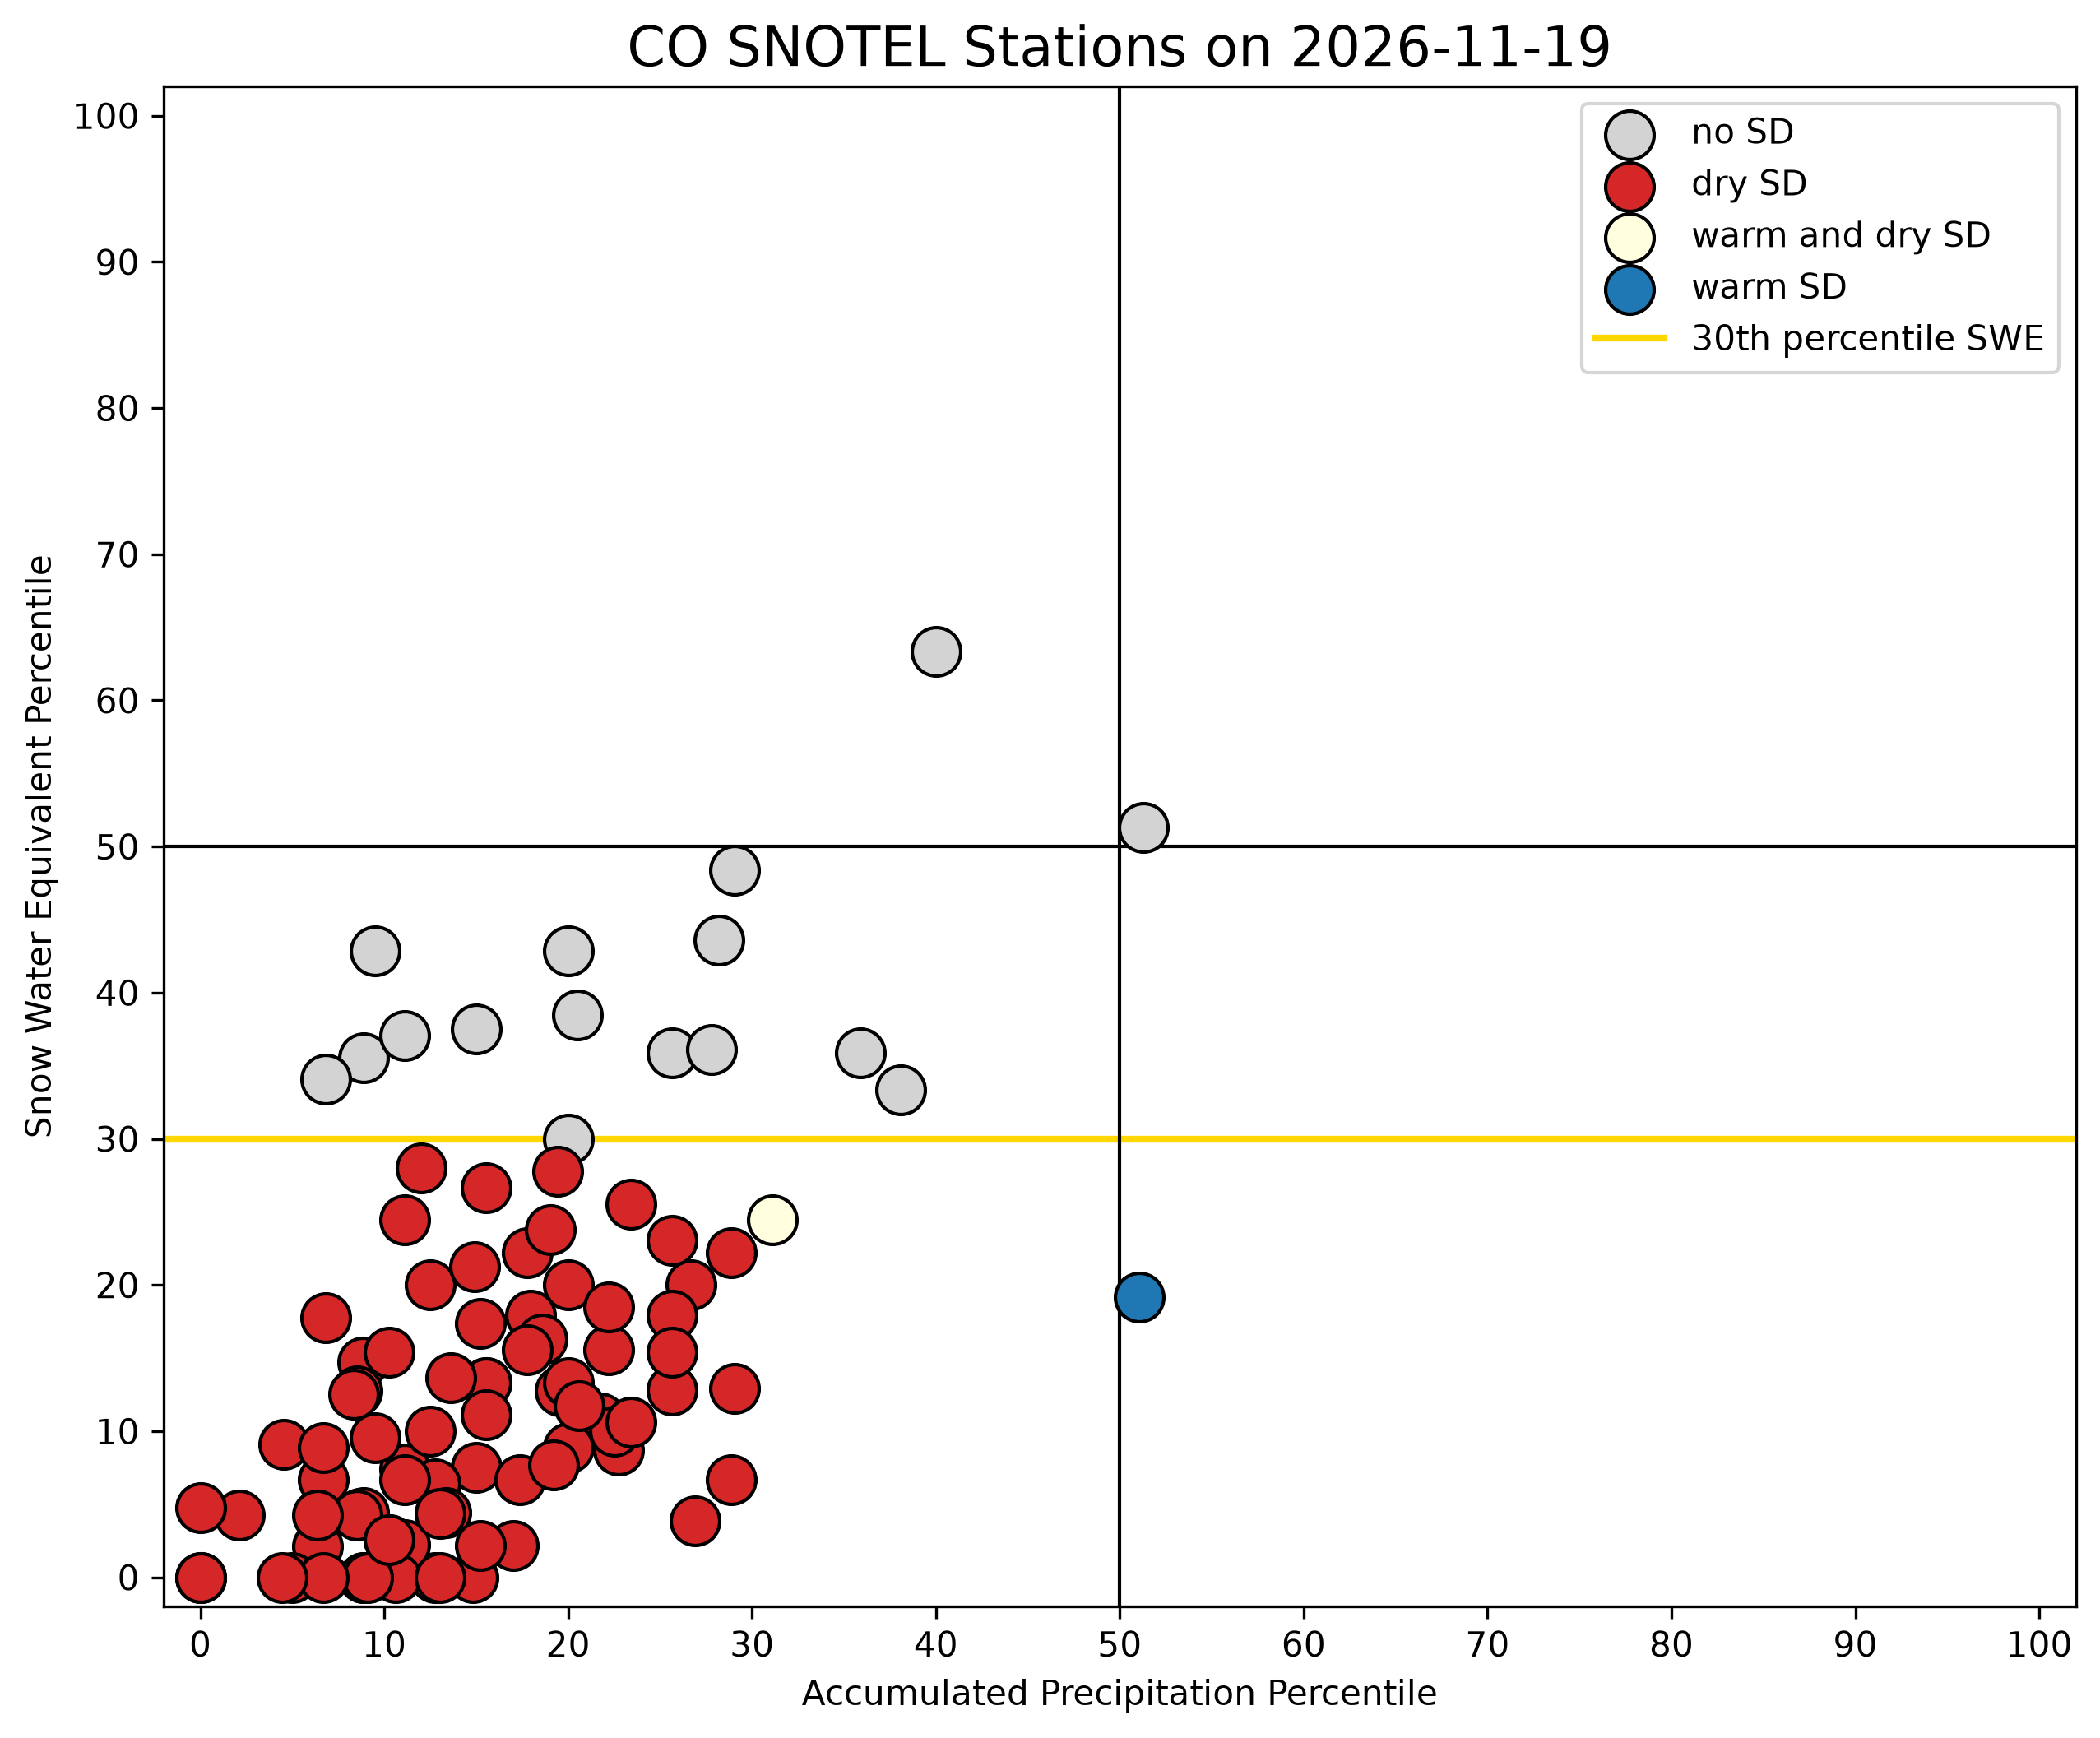 CO SNOTEL Stations on 2026-11-19
no SD
dry SD
warm and dry SD
warm SD
30th percentile SWE
Snow Water Equivalent Percentile
100
90
80
70
60
50
40
30
20
10
0
0 10 20 30 40 50 60 70 80 90 100
Accumulated Precipitation Percentile